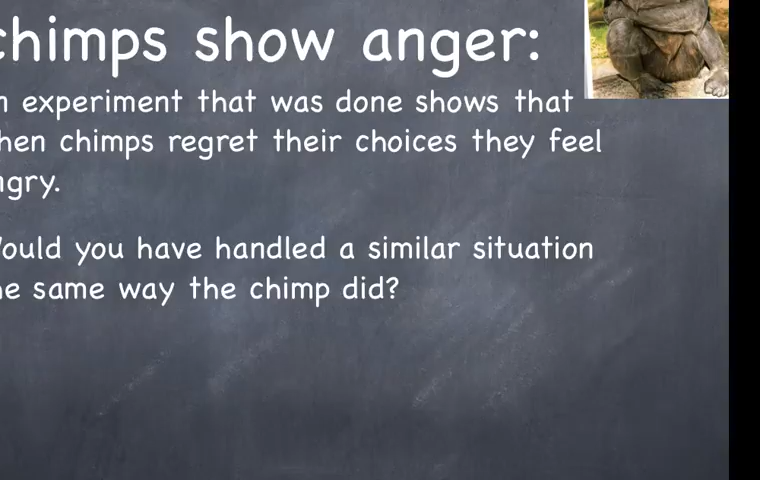 chimps show anger:
n experiment that was done shows that
hen chimps regret their choices they feel
ngry.
ould you have handled a similar situation
he same way the chimp did?